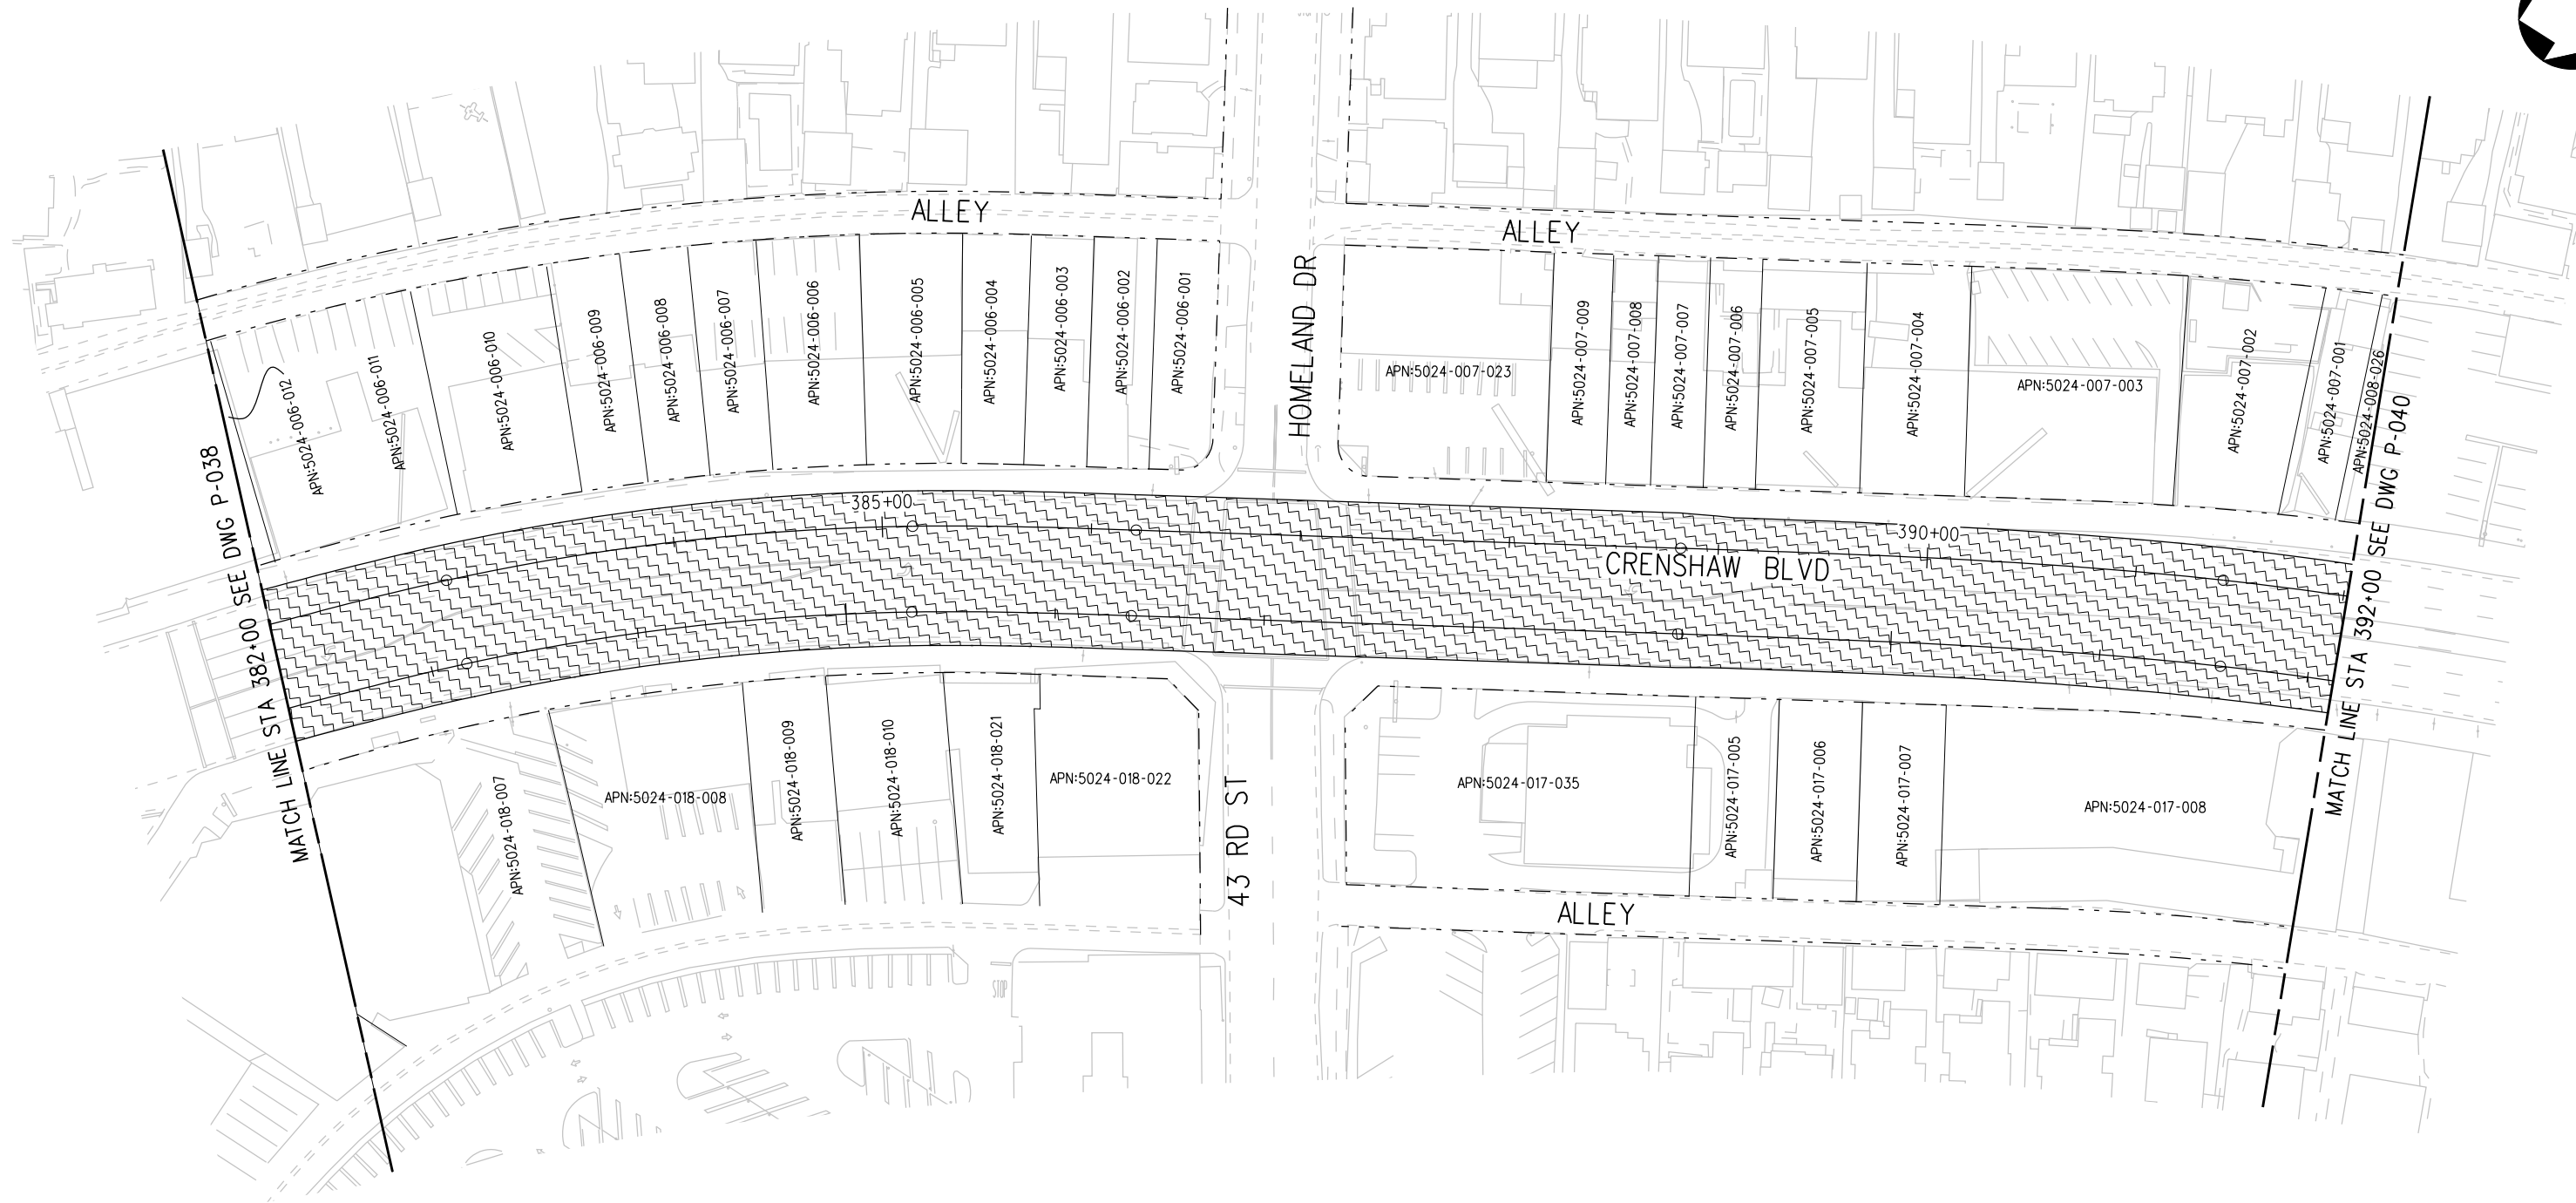 ALLEY
ALLEY
HOMELAND DR
APN:5024-006-012
APN:5024-006-011
APN:5024-006-010
APN:5024-006-009
APN:5024-006-008
APN:5024-006-007
APN:5024-006-006
APN:5024-006-005
APN:5024-006-004
APN:5024-006-003
APN:5024-006-002
APN:5024-006-001
APN:5024-007-023
APN:5024-007-009
APN:5024-007-008
APN:5024-007-007
APN:5024-007-006
APN:5024-007-005
APN:5024-007-004
APN:5024-007-003
APN:5024-007-002
APN:5024-007-001
APN:5024-008-026
MATCH LINE STA 382+00 SEE DWG P-038
385+00
390+00
CRENSHAW BLVD
MATCH LINE STA 392+00 SEE DWG P-040
APN:5024-018-007
APN:5024-018-008
APN:5024-018-009
APN:5024-018-010
APN:5024-018-021
APN:5024-018-022
43 RD ST
APN:5024-017-035
APN:5024-017-005
APN:5024-017-006
APN:5024-017-007
APN:5024-017-008
ALLEY
STOP